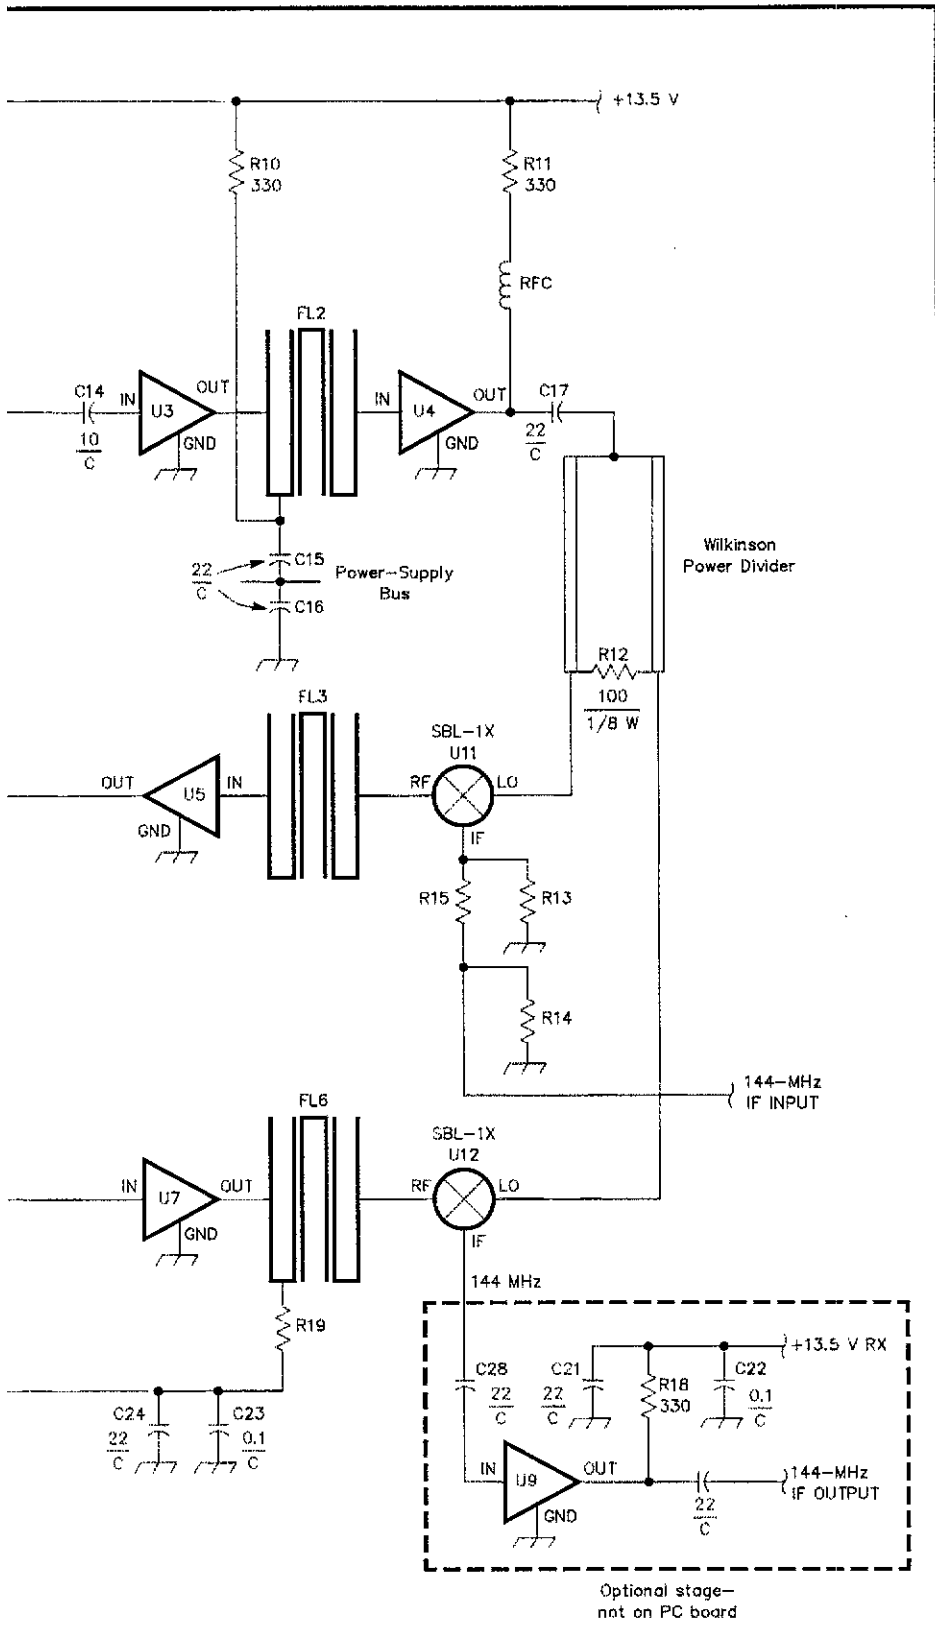 +13.5 V
R10
330
R11
330
RFC
FL2
C14
10
C
IN
U3
OUT
GND
IN
U4
OUT
GND
C17
22
C
C15
22
C
C16
Power-Supply
Bus
Wilkinson
Power Divider
R12
100
1/8 W
FL3
SBL-1X
U11
OUT
U5
IN
GND
RF
LO
IF
R15
R13
R14
144-MHz
IF INPUT
FL6
SBL-1X
U12
IN
U7
OUT
GND
RF
LO
IF
144 MHz
R19
C24
22
C
C23
0.1
C
C28
22
C
C21
22
C
R18
330
C22
0.1
C
+13.5 V RX
IN
U9
OUT
GND
22
C
144-MHz
IF OUTPUT
Optional stage-
not on PC board